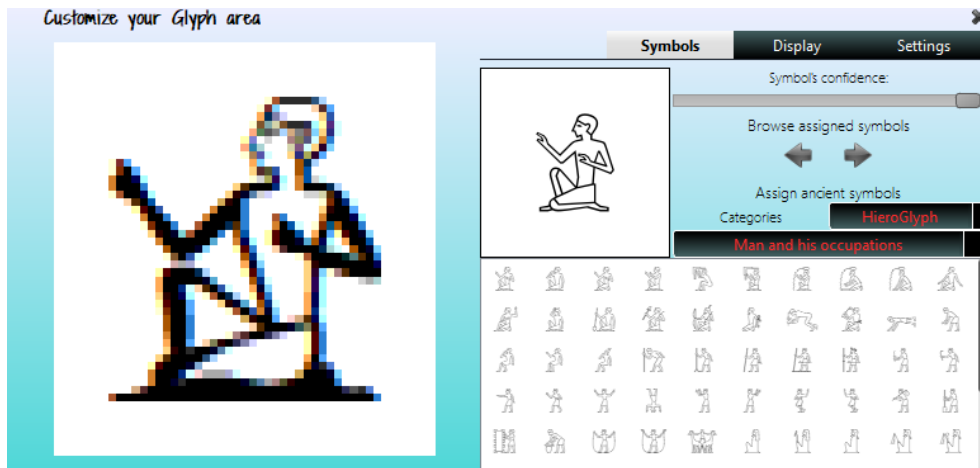 Customize your Glyph area
Symbols Display Settings
Symbol's confidence:
Browse assigned symbols
Assign ancient symbols
Categories HieroGlyph
Man and his occupations